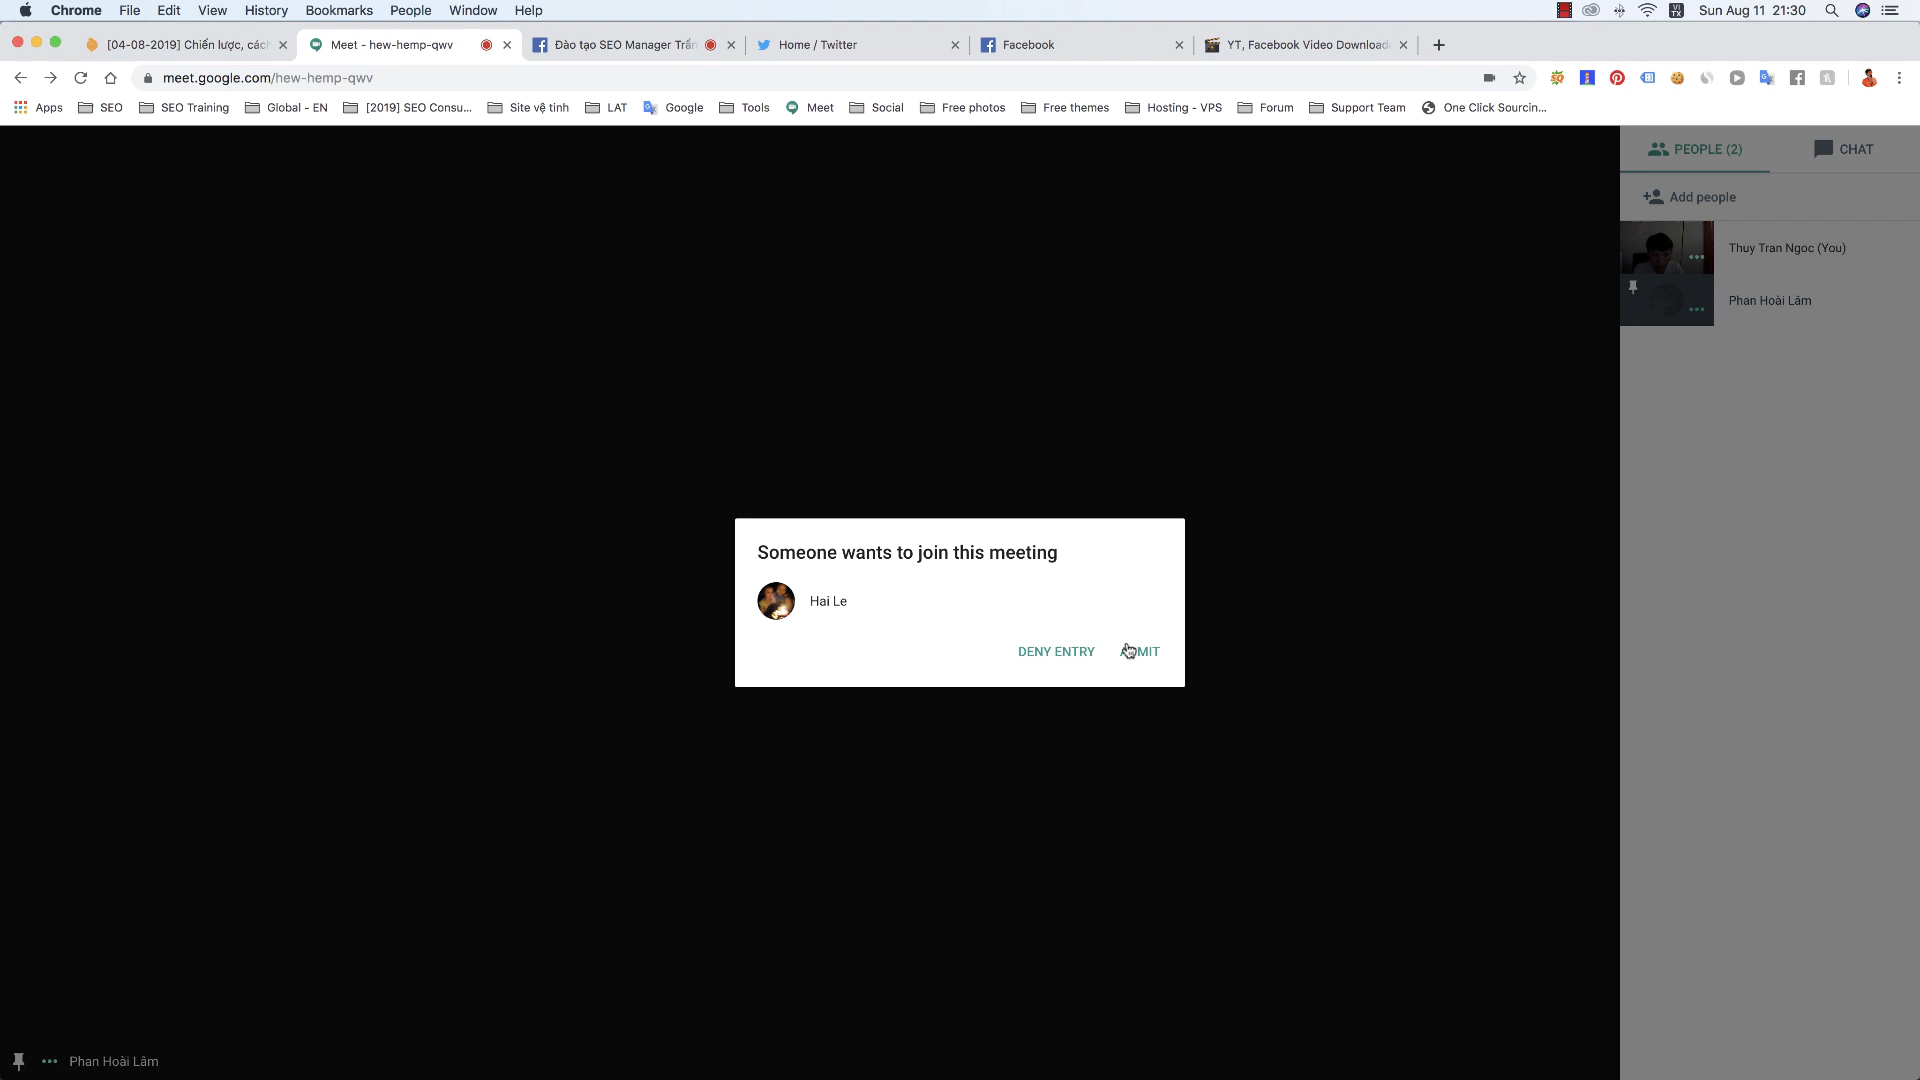 Chrome File Edit View History Bookmarks People Window Help VI TX Sun Aug 11 21:30
[04-08-2019] Chiến lược, các Meet - hew-hemp-qwv Đào tạo SEO Manager Trần Home / Twitter Facebook YT, Facebook Video Download
meet.google.com/hew-hemp-qwv
Apps SEO SEO Training Global - EN [2019] SEO Consu... Site vệ tinh LAT Google Tools Meet Social Free photos Free themes Hosting - VPS Forum Support Team One Click Sourcin...
PEOPLE (2) CHAT
Add people
Thuy Tran Ngoc (You)
Phan Hoài Lâm
Someone wants to join this meeting
Hai Le
DENY ENTRY
Phan Hoài Lâm